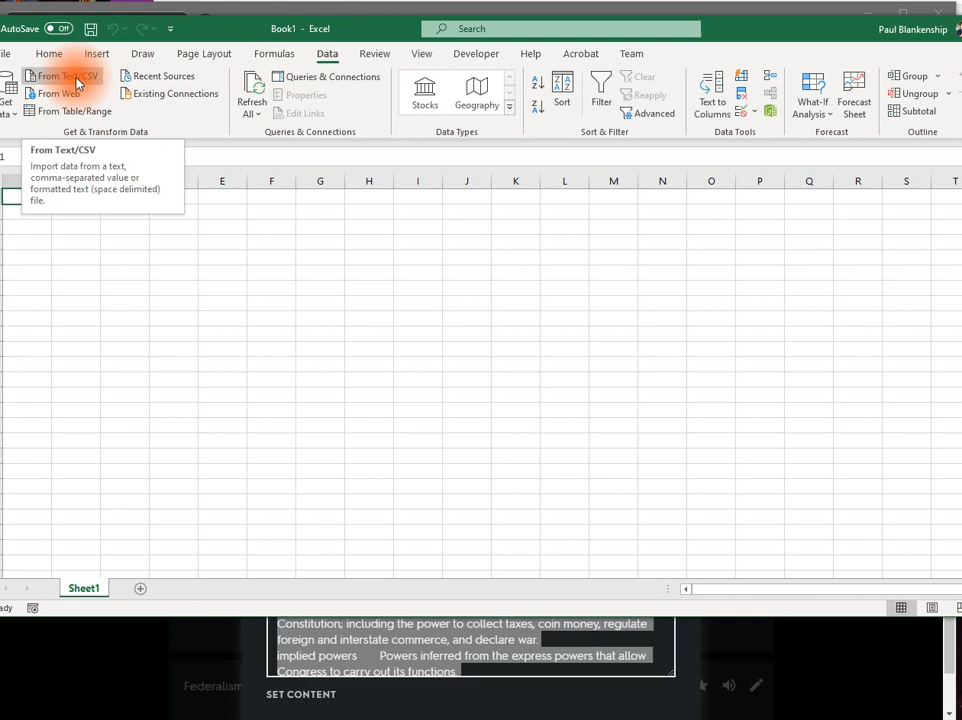 AutoSave Off Book1 - Excel Search Paul Blankenship
ile Home Insert Draw Page Layout Formulas Data Review View Developer Help Acrobat Team
Get
Data
From Text/CSV
From Web
From Table/Range
Recent Sources
Existing Connections
Get & Transform Data
Refresh
All
Queries & Connections
Properties
Edit Links
Queries & Connections
Stocks Geography
Data Types
Sort
Filter
Clear
Reapply
Advanced
Sort & Filter
Text to
Columns
Data Tools
What-If
Analysis
Forecast
Sheet
Forecast
Group
Ungroup
Subtotal
Outline
1
From Text/CSV
Import data from a text,
comma-separated value or
formatted text (space delimited)
file.
E F G H I J K L M N O P Q R S T
Sheet1
ady
Constitution; including the power to collect taxes, coin money, regulate
foreign and interstate commerce, and declare war.
implied powers Powers inferred from the express powers that allow
Congress to carry out its functions.
Federalism
SET CONTENT